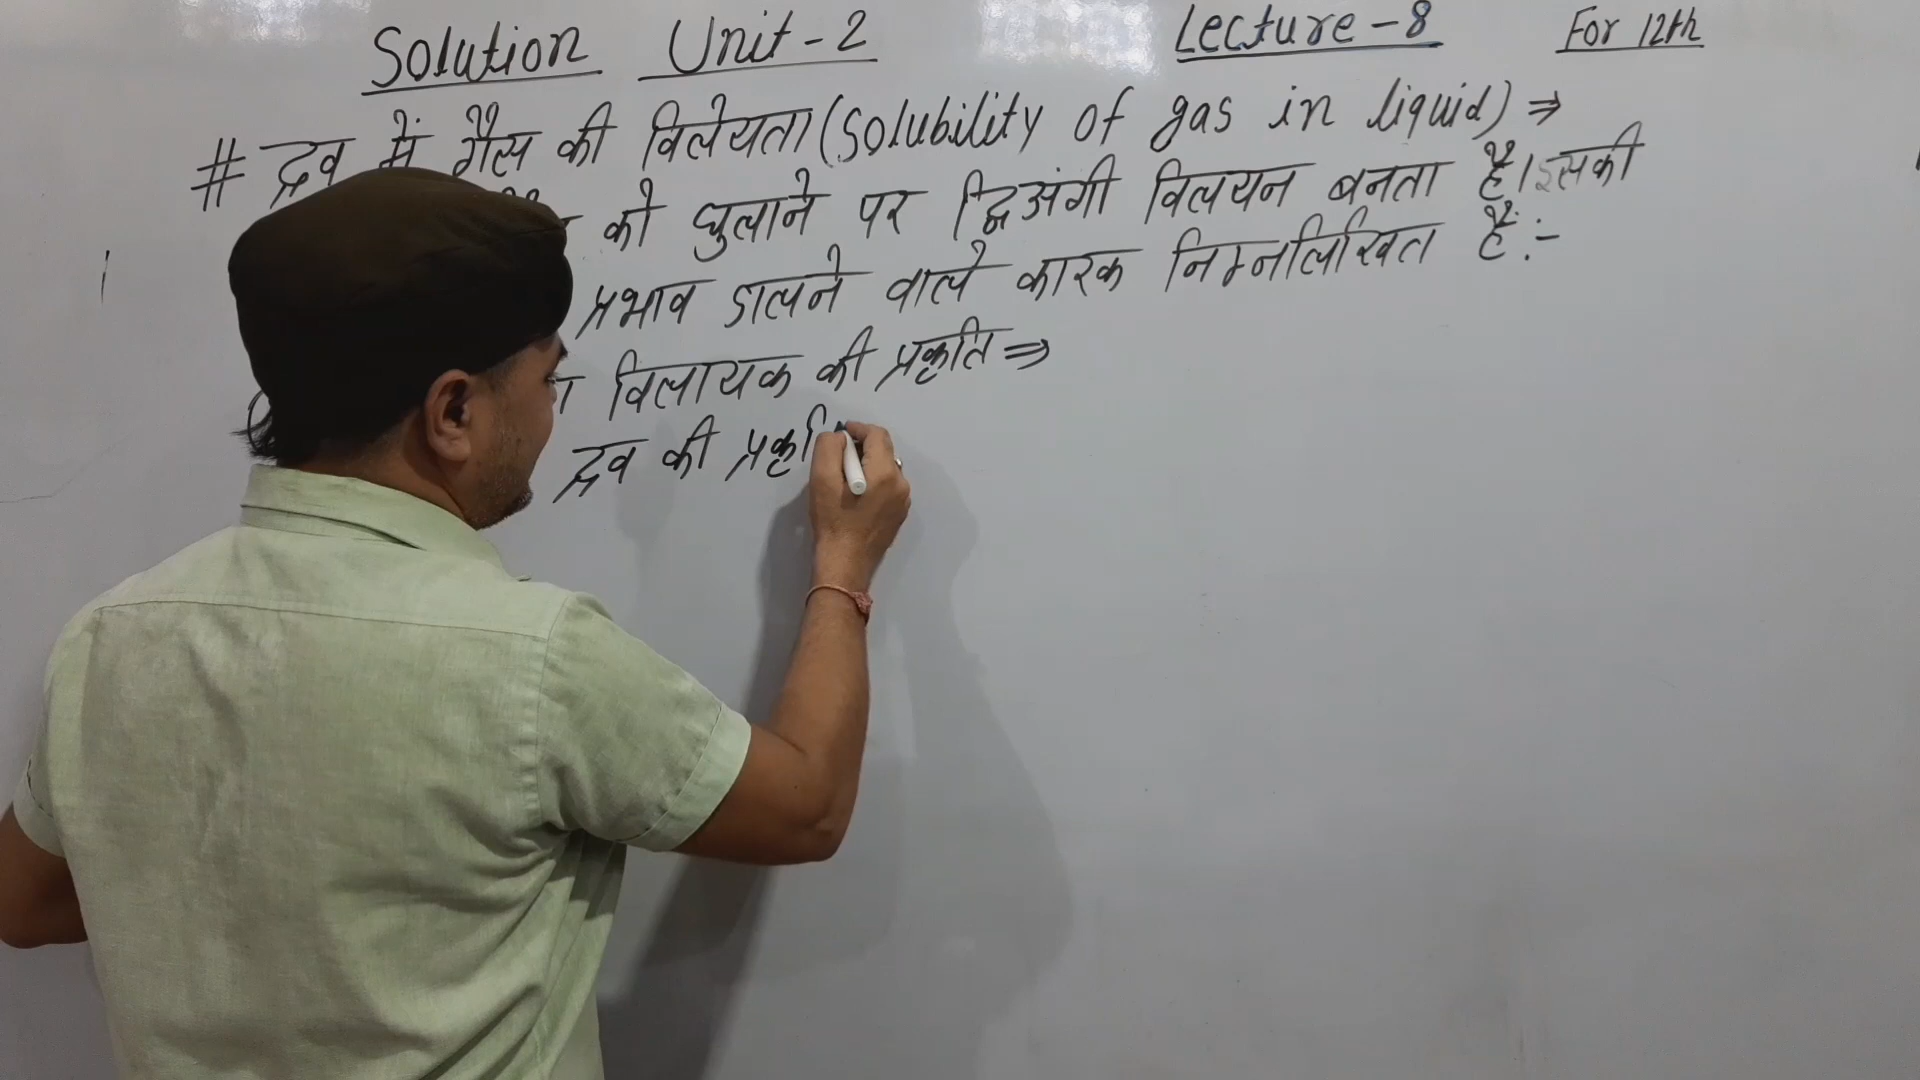 Solution Unit-2 Lecture-8 For 12th
# द्रव में गैस की विलेयता (Solubility of gas in liquid) ⇒
को घुलाने पर द्विअंगी विलयन बनता है। इसकी
प्रभाव डालने वाले कारक निम्नलिखित हैं:-
विलायक की प्रकृति ⇒
द्रव की